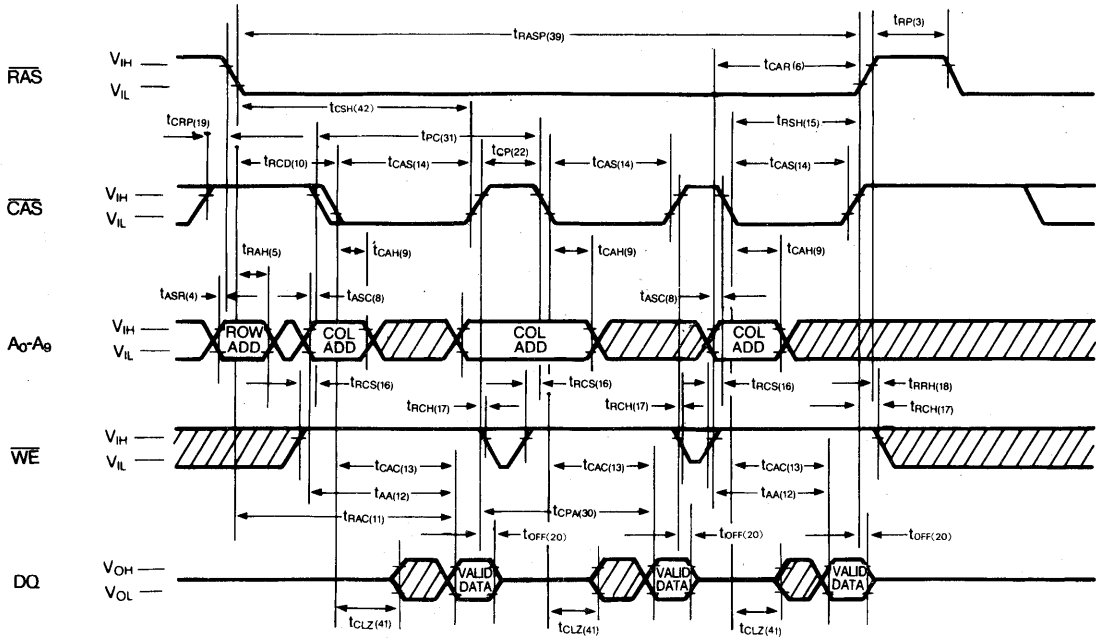 tRASP(39)
tRP(3)
RAS
VIH
VIL
tCAR(6)
tCSH(42)
tRSH(15)
tCRP(19)
tPC(31)
tRCD(10)
tCAS(14)
tCP(22)
tCAS(14)
tCAS(14)
CAS
VIH
VIL
tRAH(5)
tCAH(9)
tCAH(9)
tCAH(9)
tASR(4)
tASC(8)
tASC(8)
A0-A9
VIH
VIL
ROW ADD
COL ADD
COL ADD
COL ADD
tRCS(16)
tRCS(16)
tRCS(16)
tRRH(18)
tRCH(17)
tRCH(17)
tRCH(17)
WE
VIH
VIL
tCAC(13)
tCAC(13)
tCAC(13)
tAA(12)
tAA(12)
tRAC(11)
tCPA(30)
tOFF(20)
tOFF(20)
tOFF(20)
DQ
VOH
VOL
VALID DATA
VALID DATA
VALID DATA
tCLZ(41)
tCLZ(41)
tCLZ(41)